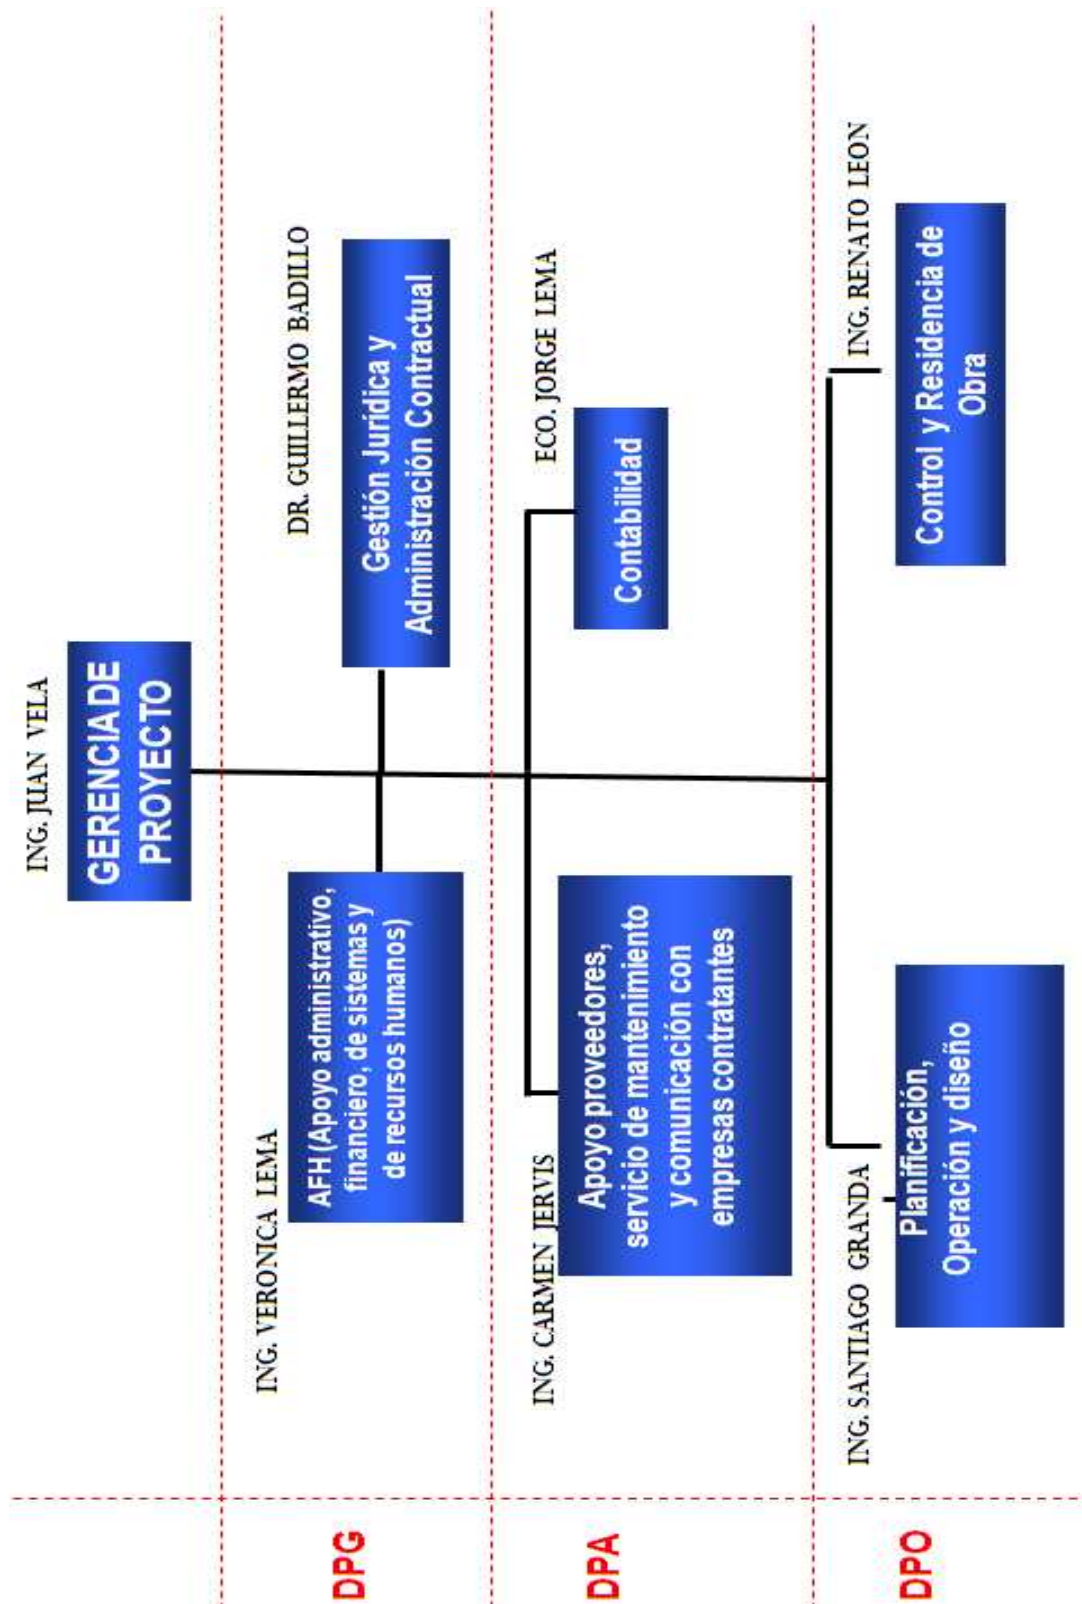 ING. JUAN VELA
GERENCIA DE
PROYECTO
DPG
ING. VERONICA LEMA
AFH (Apoyo administrativo,
financiero, de sistemas y
de recursos humanos)
DR. GUILLERMO BADILLO
Gestión Jurídica y
Administración Contractual
DPA
ING. CARMEN JERVIS
Apoyo proveedores,
servicio de mantenimiento
y comunicación con
empresas contratantes
ECO. JORGE LEMA
Contabilidad
DPO
ING. SANTIAGO GRANDA
Planificación,
Operación y diseño
ING. RENATO LEON
Control y Residencia de
Obra